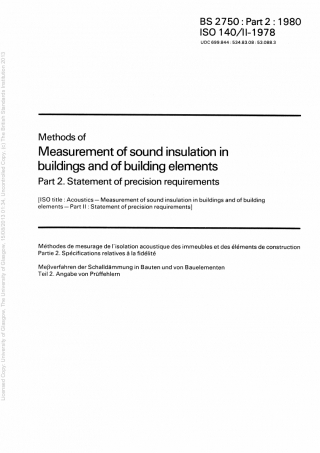 BS 2750 : Part 2 : 1980
ISO 140/II-1978
UDC 699.844 : 534.83.08 : 53.088.3
Methods of
Measurement of sound insulation in
buildings and of building elements
Part 2. Statement of precision requirements
[ISO title : Acoustics — Measurement of sound insulation in buildings and of building
elements — Part II : Statement of precision requirements]
Méthodes de mesurage de l'isolation acoustique des immeubles et des éléments de construction
Partie 2. Spécifications relatives à la fidélité
Meßverfahren der Schalldämmung in Bauten und von Bauelementen
Teil 2. Angabe von Prüffehlern
Licensed Copy: University of Glasgow, The University of Glasgow, 10/09/2013 01:34, Uncontrolled Copy, (c) The British Standards Institution 2013